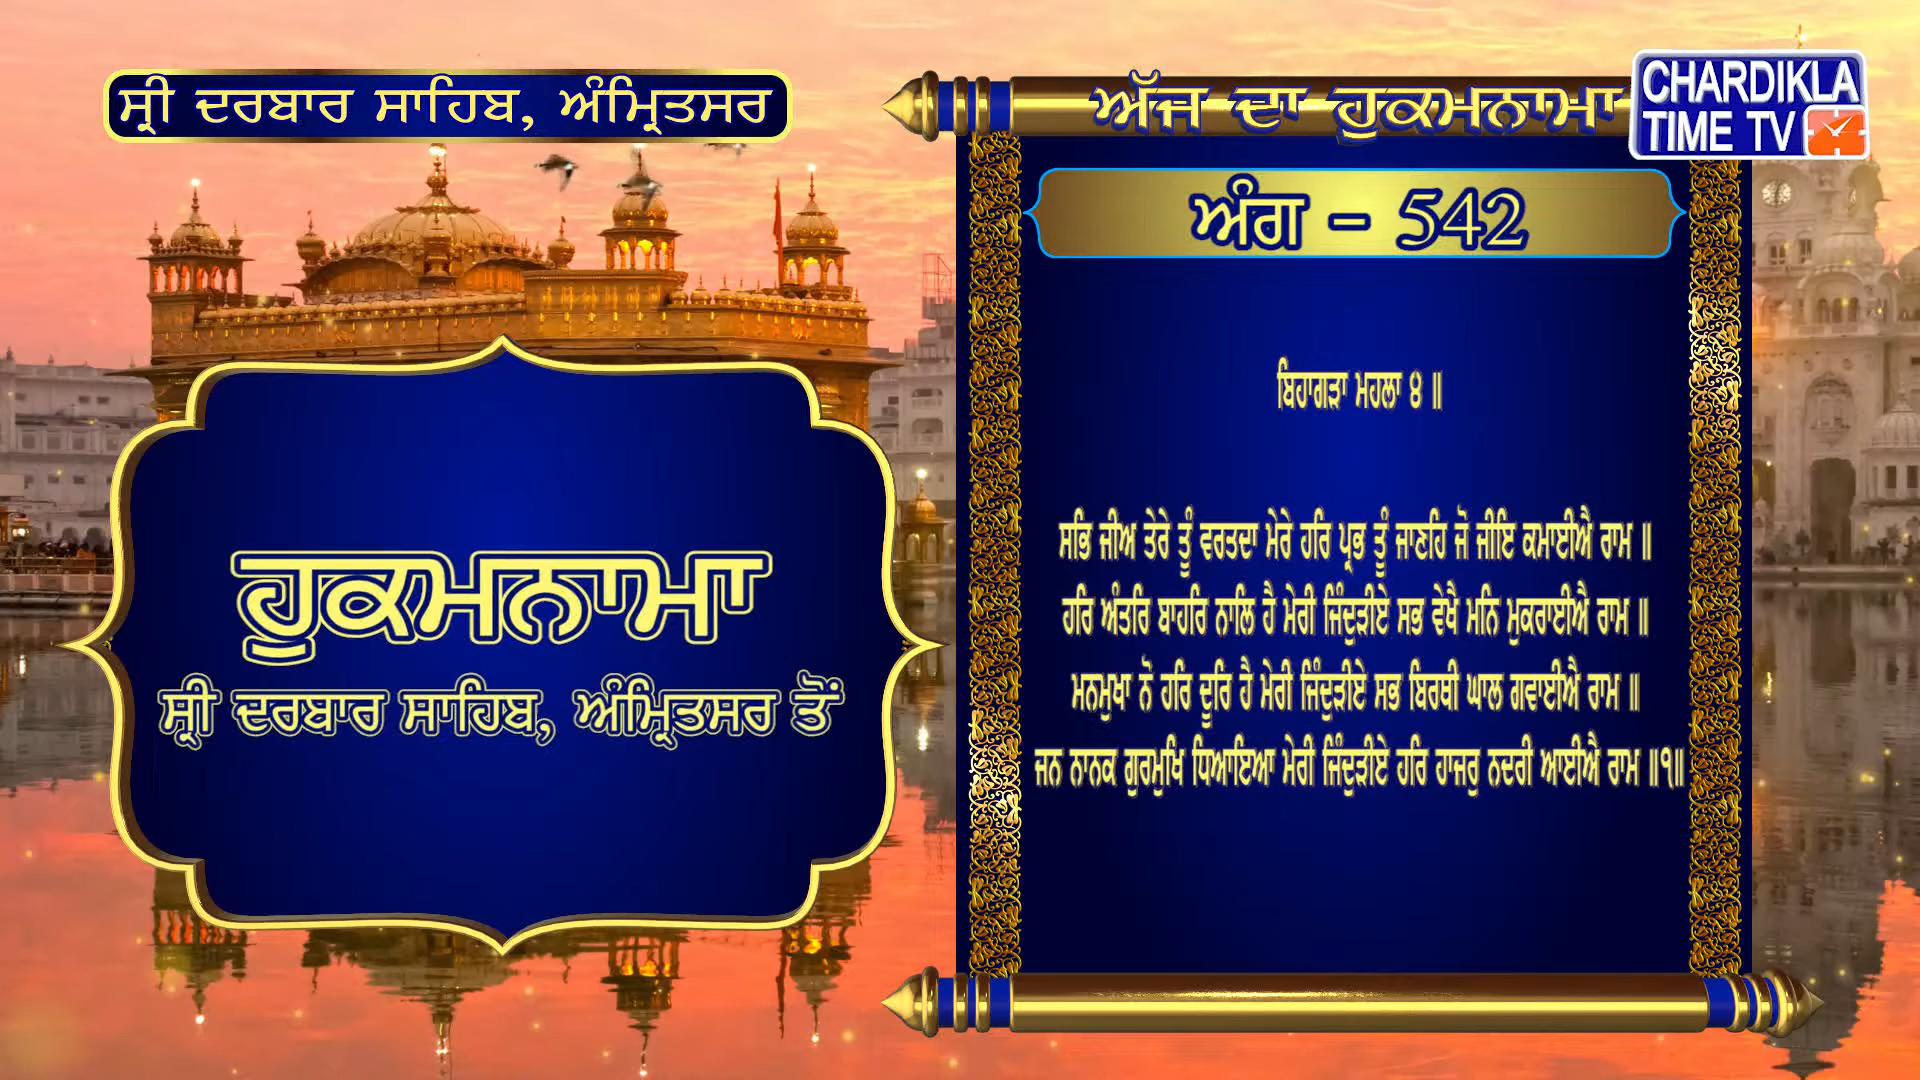 ਸ੍ਰੀ ਦਰਬਾਰ ਸਾਹਿਬ, ਅੰਮ੍ਰਿਤਸਰ
ਹੁਕਮਨਾਮਾ
ਸ੍ਰੀ ਦਰਬਾਰ ਸਾਹਿਬ, ਅੰਮ੍ਰਿਤਸਰ ਤੋਂ
ਅੱਜ ਦਾ ਹੁਕਮਨਾਮਾ
CHARDIKLA
TIME TV
ਅੰਗ - 542
ਬਿਹਾਗੜਾ ਮਹਲਾ ੪ ॥
ਸਭਿ ਜੀਅ ਤੇਰੇ ਤੂੰ ਵਰਤਦਾ ਮੇਰੇ ਹਰਿ ਪ੍ਰਭ ਤੂੰ ਜਾਣਹਿ ਜੋ ਜੀਇ ਕਮਾਈਐ ਰਾਮ ॥
ਹਰਿ ਅੰਤਰਿ ਬਾਹਰਿ ਨਾਲਿ ਹੈ ਮੇਰੀ ਜਿੰਦੁੜੀਏ ਸਭ ਵੇਖੈ ਮਨਿ ਮੁਕਰਾਈਐ ਰਾਮ ॥
ਮਨਮੁਖਾ ਨੋ ਹਰਿ ਦੂਰਿ ਹੈ ਮੇਰੀ ਜਿੰਦੁੜੀਏ ਸਭ ਬਿਰਥੀ ਘਾਲ ਗਵਾਈਐ ਰਾਮ ॥
ਜਨ ਨਾਨਕ ਗੁਰਮੁਖਿ ਧਿਆਇਆ ਮੇਰੀ ਜਿੰਦੁੜੀਏ ਹਰਿ ਹਾਜਰੁ ਨਦਰੀ ਆਈਐ ਰਾਮ ॥੧॥